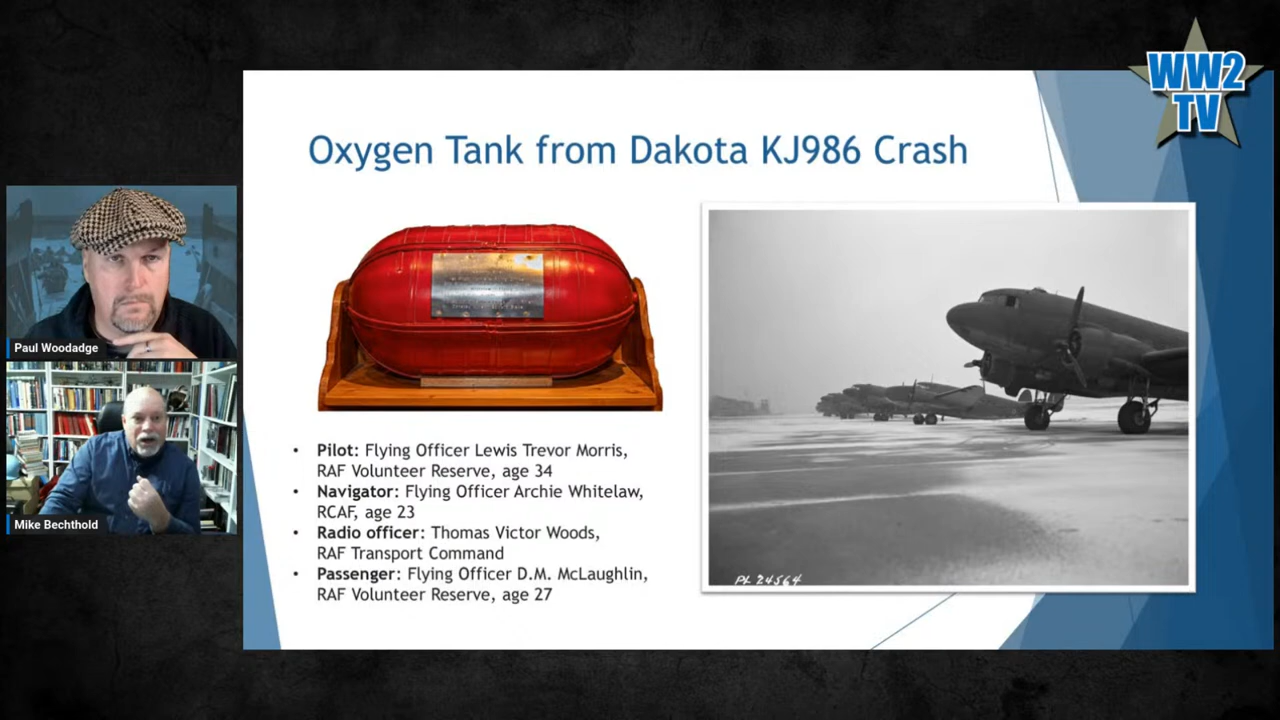 WW2
TV
Oxygen Tank from Dakota KJ986 Crash
Paul Woodadge
Mike Bechthold
• Pilot: Flying Officer Lewis Trevor Morris,
RAF Volunteer Reserve, age 34
• Navigator: Flying Officer Archie Whitelaw,
RCAF, age 23
• Radio officer: Thomas Victor Woods,
RAF Transport Command
• Passenger: Flying Officer D.M. McLaughlin,
RAF Volunteer Reserve, age 27
PL 24564